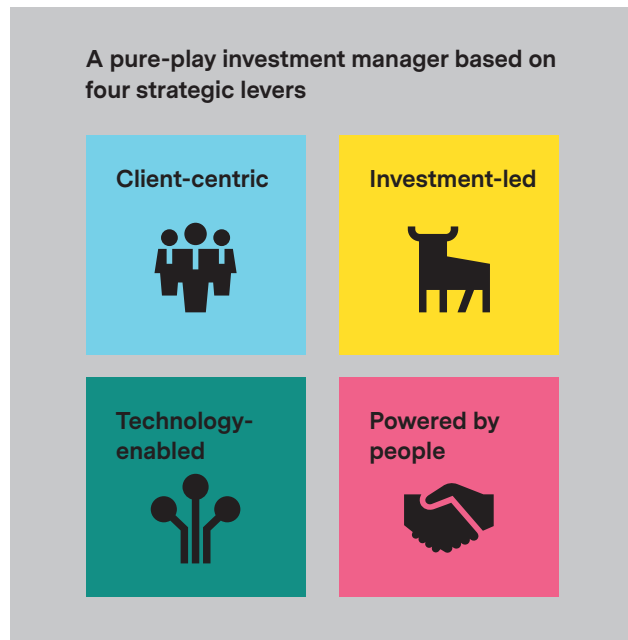 A pure-play investment manager based on
four strategic levers
Client-centric
Investment-led
Technology-
enabled
Powered by
people